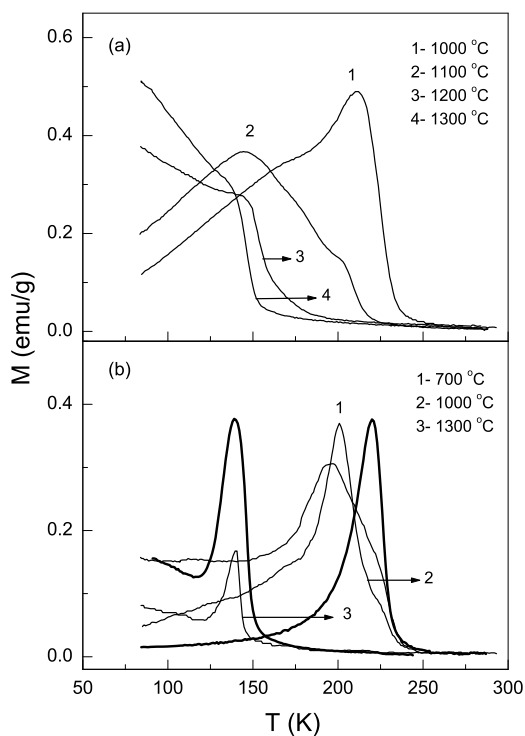 (a)
1- 1000 °C
2- 1100 °C
3- 1200 °C
4- 1300 °C
0.6
0.4
0.2
0.0
1
2
3
4
M (emu/g)
(b)
1- 700 °C
2- 1000 °C
3- 1300 °C
0.4
0.2
0.0
1
2
3
50 100 150 200 250 300
T (K)